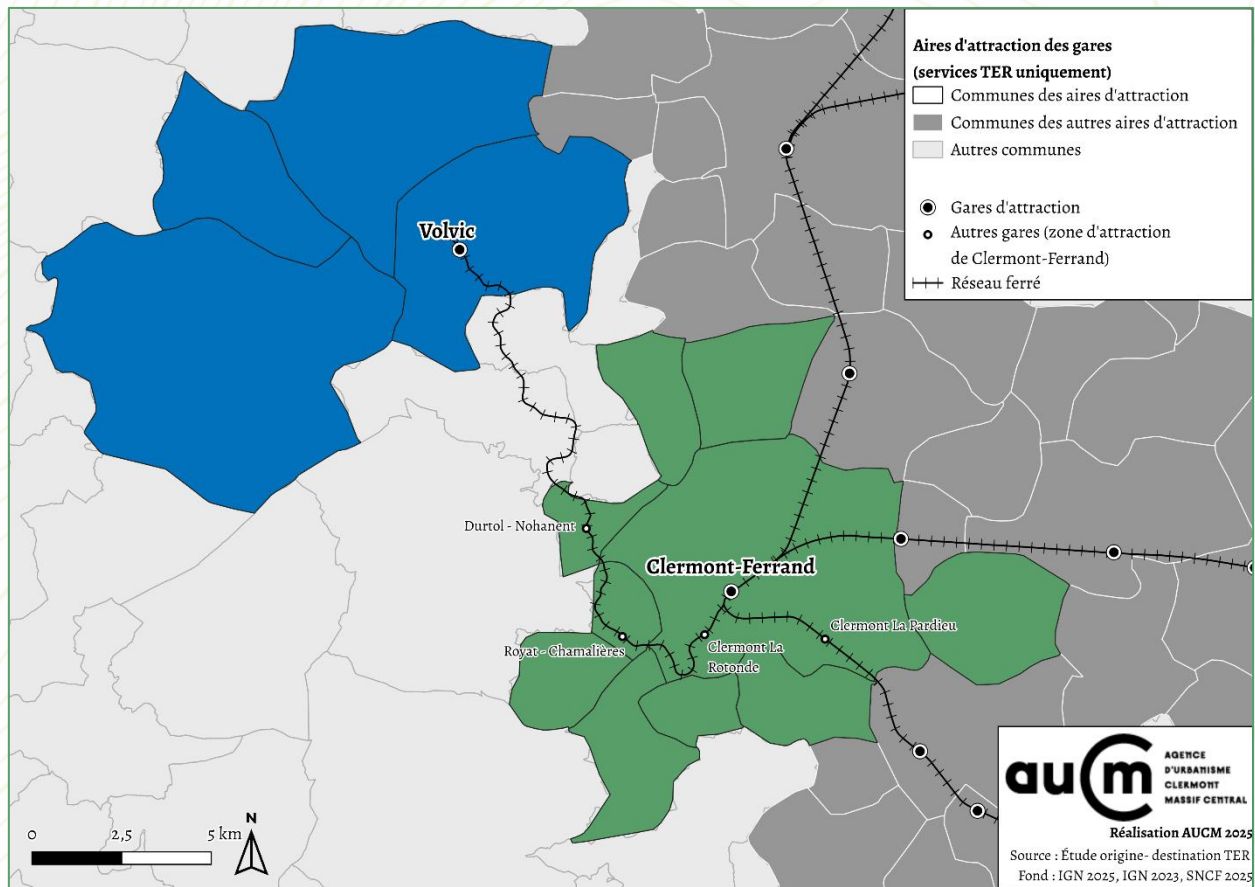 Aires d'attraction des gares
(services TER uniquement)
Communes des aires d'attraction
Communes des autres aires d'attraction
Autres communes
Gares d'attraction
Autres gares (zone d'attraction
de Clermont-Ferrand)
Réseau ferré
Volvic
Durtol - Nohanent
Clermont-Ferrand
Royat - Chamalières
Clermont La
Rotonde
Clermont La Pardieu
0 2,5 5 km
N
auCm
AGENCE
D'URBANISME
CLERMONT
MASSIF CENTRAL
Réalisation AUCM 2025
Source : Étude origine- destination TER
Fond : IGN 2025, IGN 2023, SNCF 2025